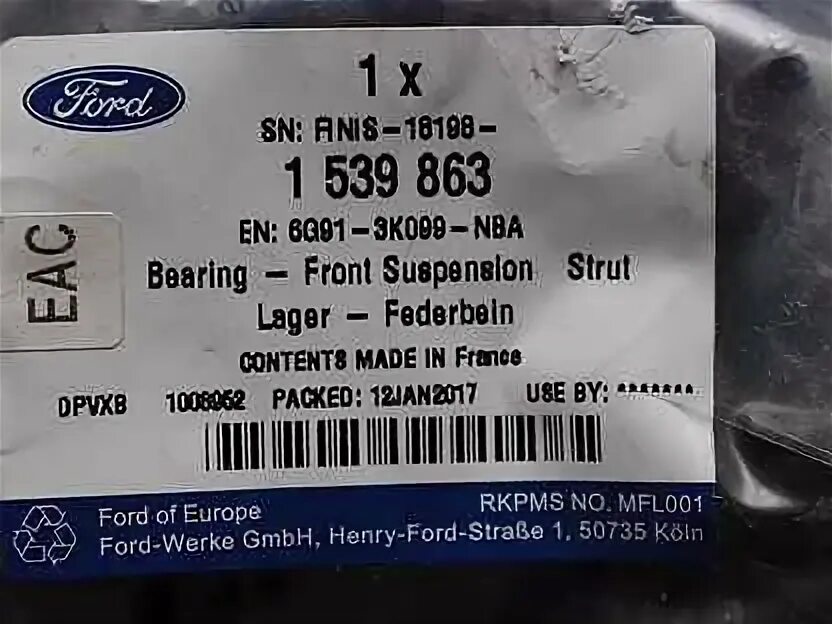 Ford
1 x
SN: FINIS-16198-
1 539 863
EN: 6G91-3K099-NBA
EAC
Bearing - Front Suspension Strut
Lager - Federbein
CONTENTS MADE IN France
DPVXB PACKED: 12JAN2017 USE BY: *******
RKPMS NO. MFL001
Ford of Europe
Ford-Werke GmbH, Henry-Ford-Straße 1, 50735 Köln